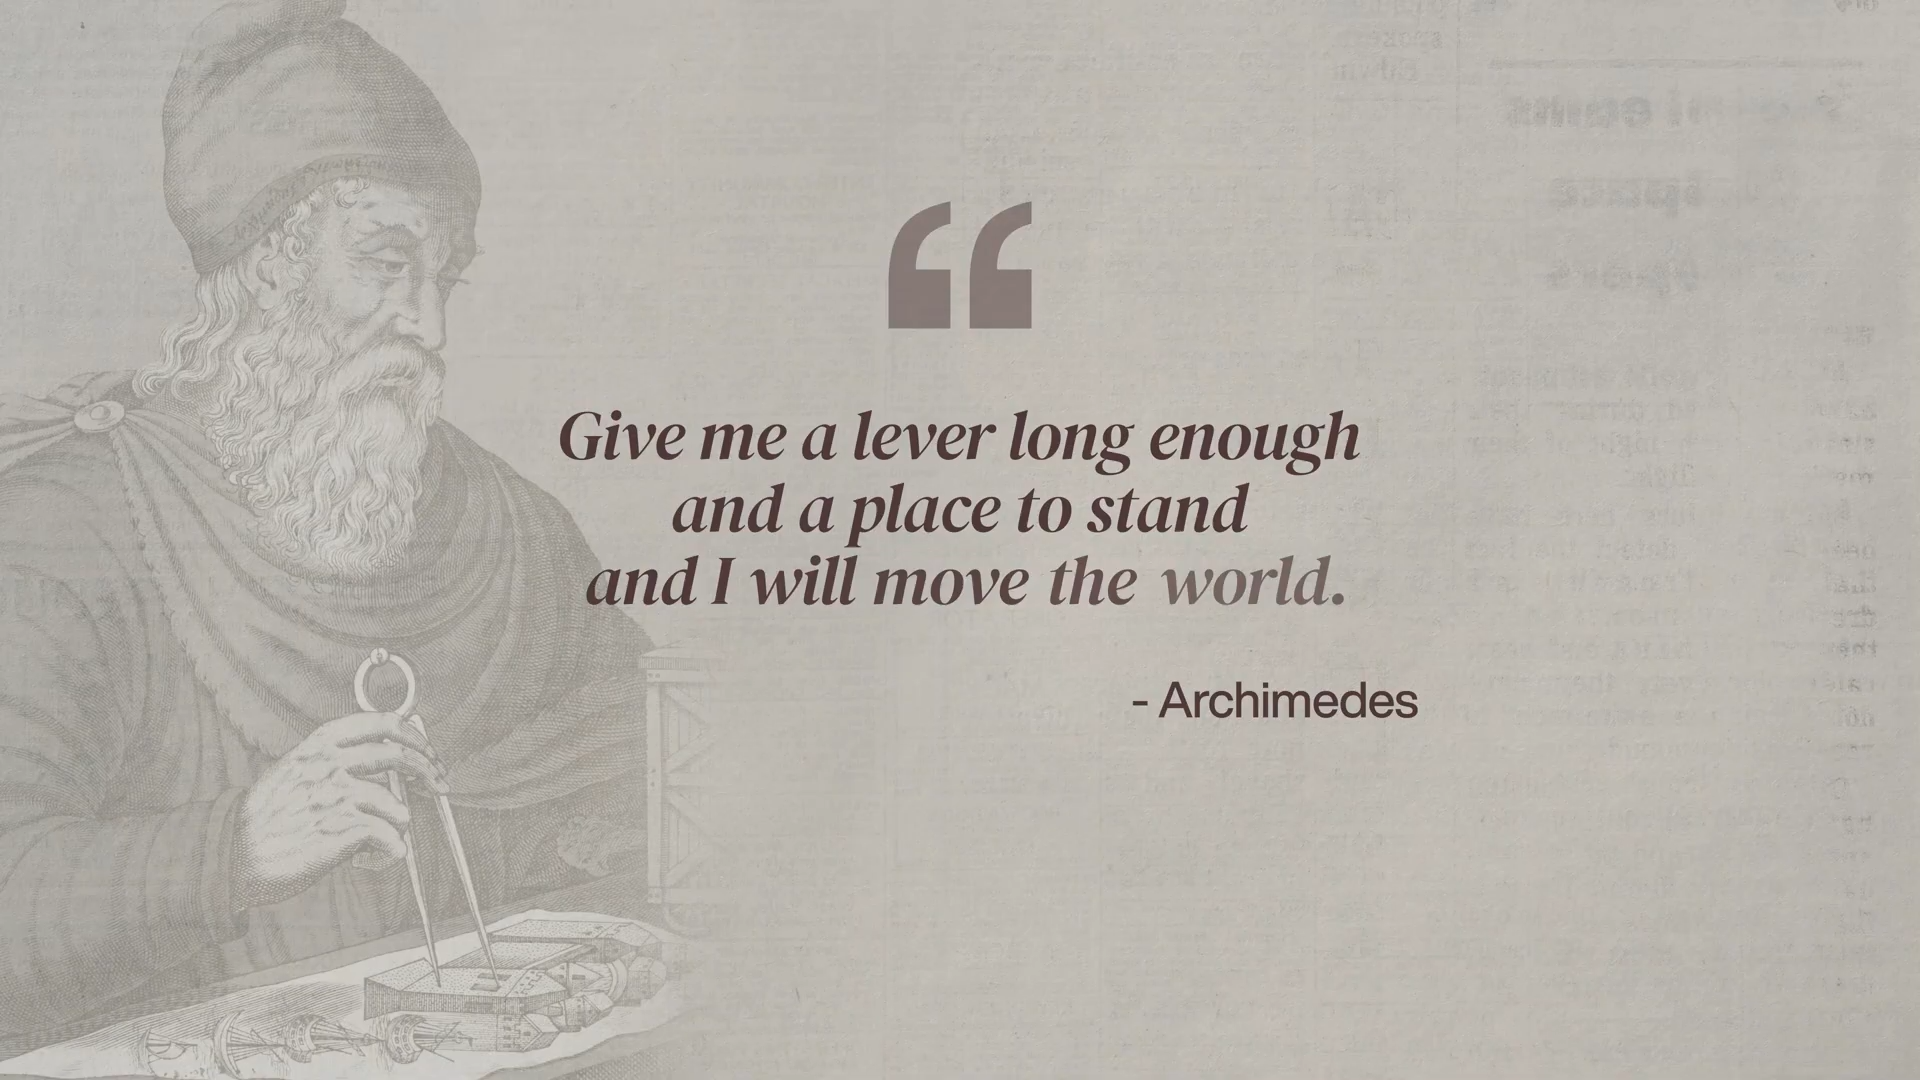 “
Give me a lever long enough
and a place to stand
and I will move the world.
- Archimedes